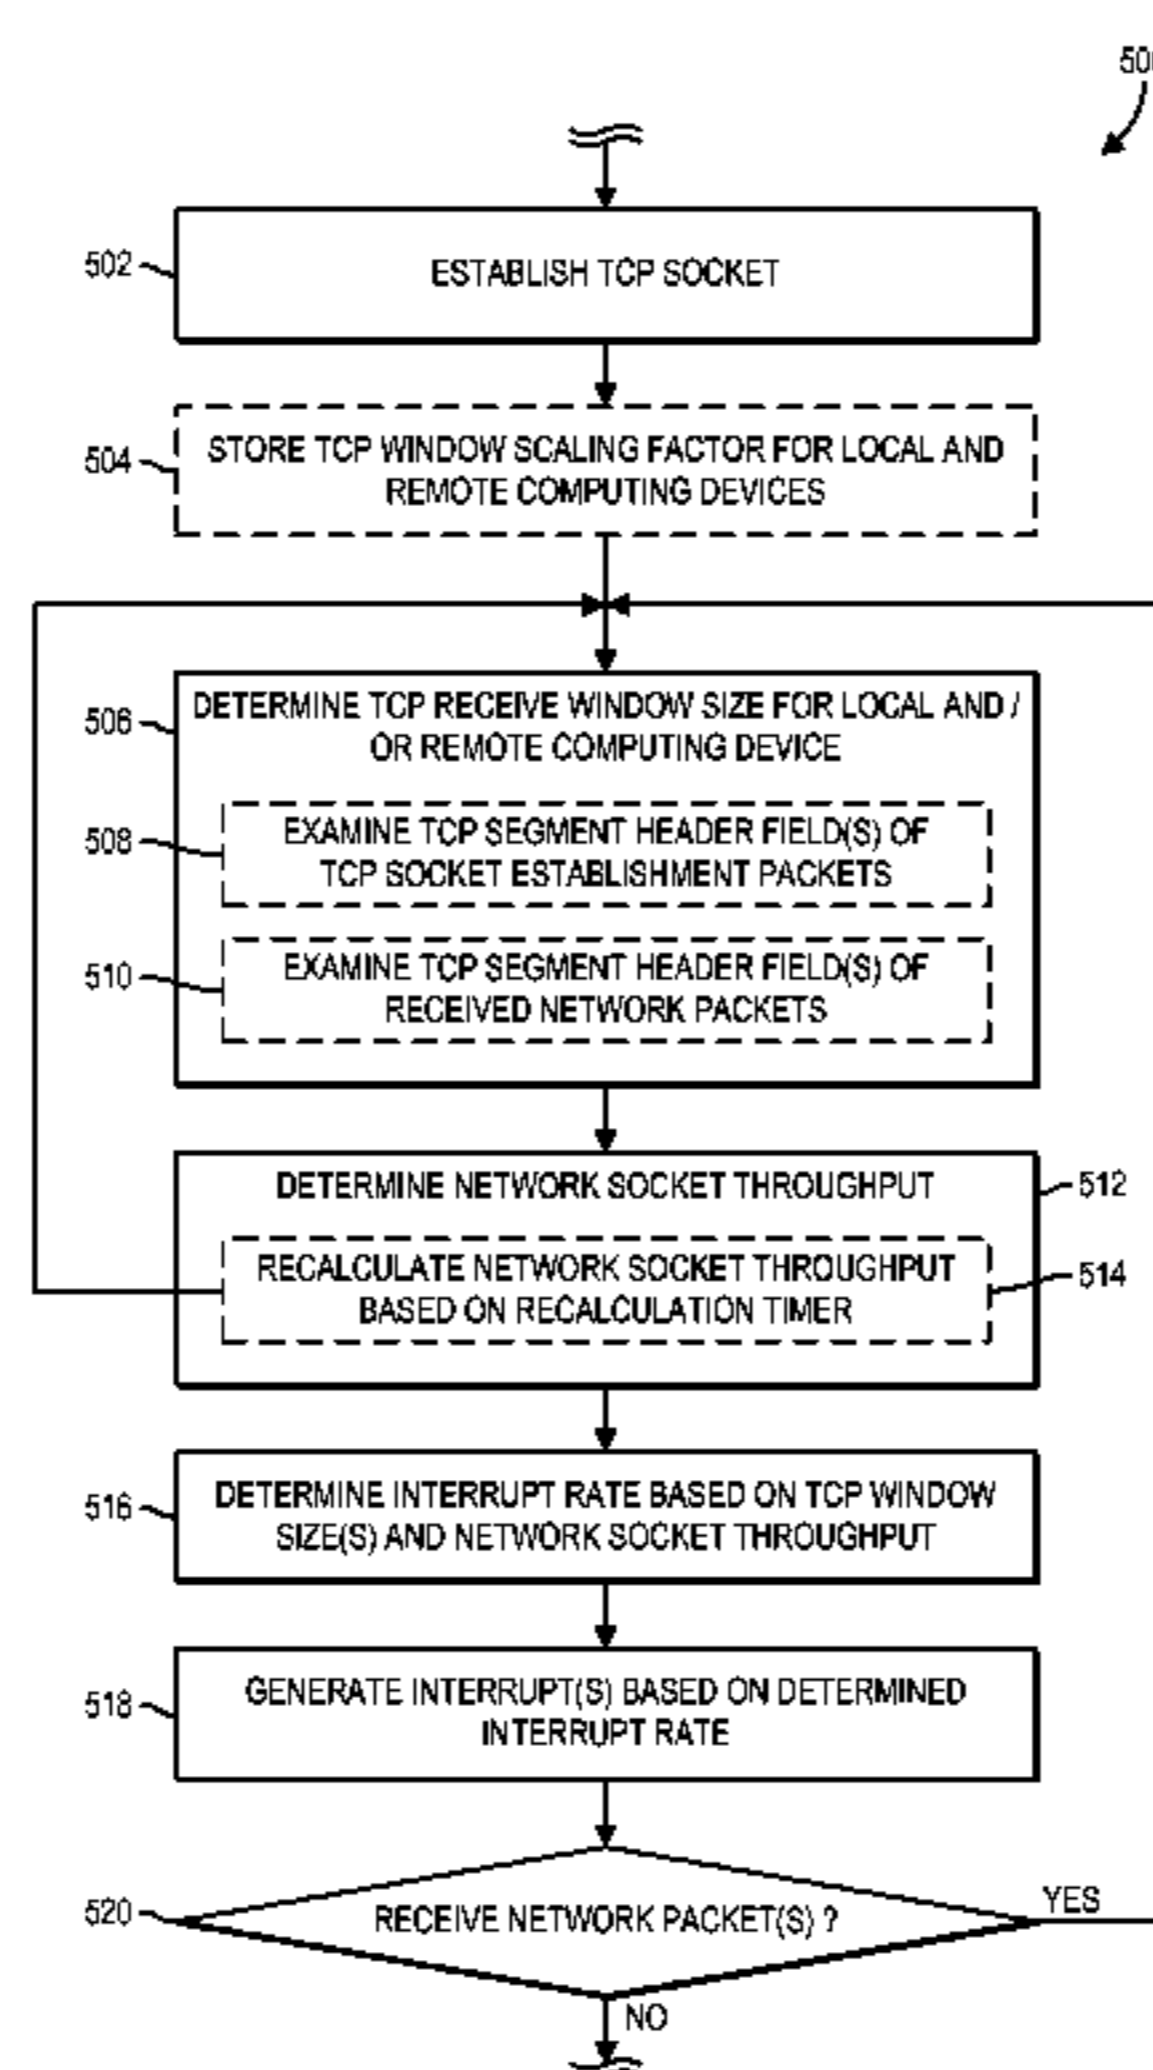 502
ESTABLISH TCP SOCKET
504
STORE TCP WINDOW SCALING FACTOR FOR LOCAL AND
REMOTE COMPUTING DEVICES
506
DETERMINE TCP RECEIVE WINDOW SIZE FOR LOCAL AND /
OR REMOTE COMPUTING DEVICE
508
EXAMINE TCP SEGMENT HEADER FIELD(S) OF
TCP SOCKET ESTABLISHMENT PACKETS
510
EXAMINE TCP SEGMENT HEADER FIELD(S) OF
RECEIVED NETWORK PACKETS
DETERMINE NETWORK SOCKET THROUGHPUT
512
RECALCULATE NETWORK SOCKET THROUGHPUT
BASED ON RECALCULATION TIMER
514
516
DETERMINE INTERRUPT RATE BASED ON TCP WINDOW
SIZE(S) AND NETWORK SOCKET THROUGHPUT
518
GENERATE INTERRUPT(S) BASED ON DETERMINED
INTERRUPT RATE
520
RECEIVE NETWORK PACKET(S) ?
YES
NO